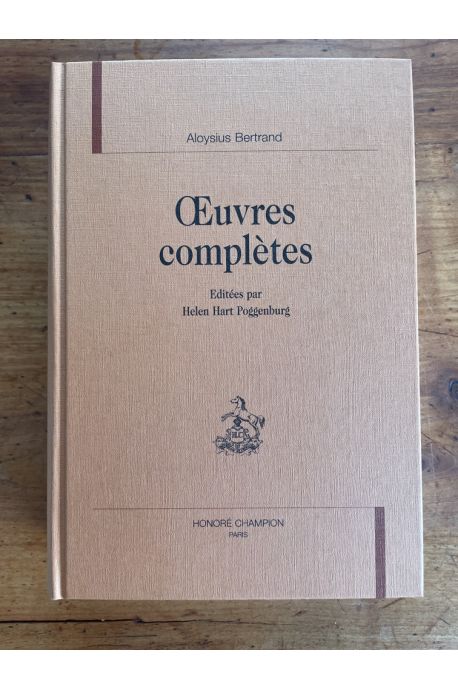 Aloysius Bertrand
Œuvres
complètes
Editées par
Helen Hart Poggenburg
HONORÉ CHAMPION
PARIS